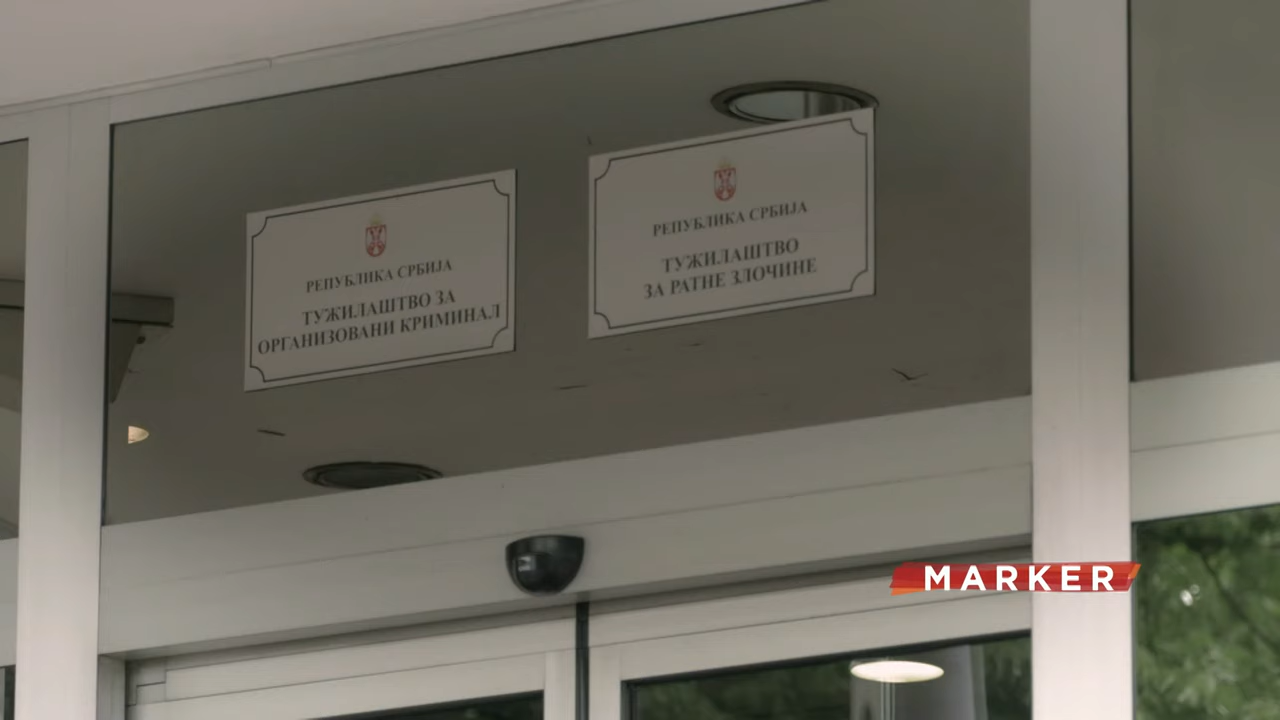 РЕПУБЛИКА СРБИЈА
ТУЖИЛАШТВО ЗА
ОРГАНИЗОВАНИ КРИМИНАЛ
РЕПУБЛИКА СРБИЈА
ТУЖИЛАШТВО
ЗА РАТНЕ ЗЛОЧИНЕ
MARKER